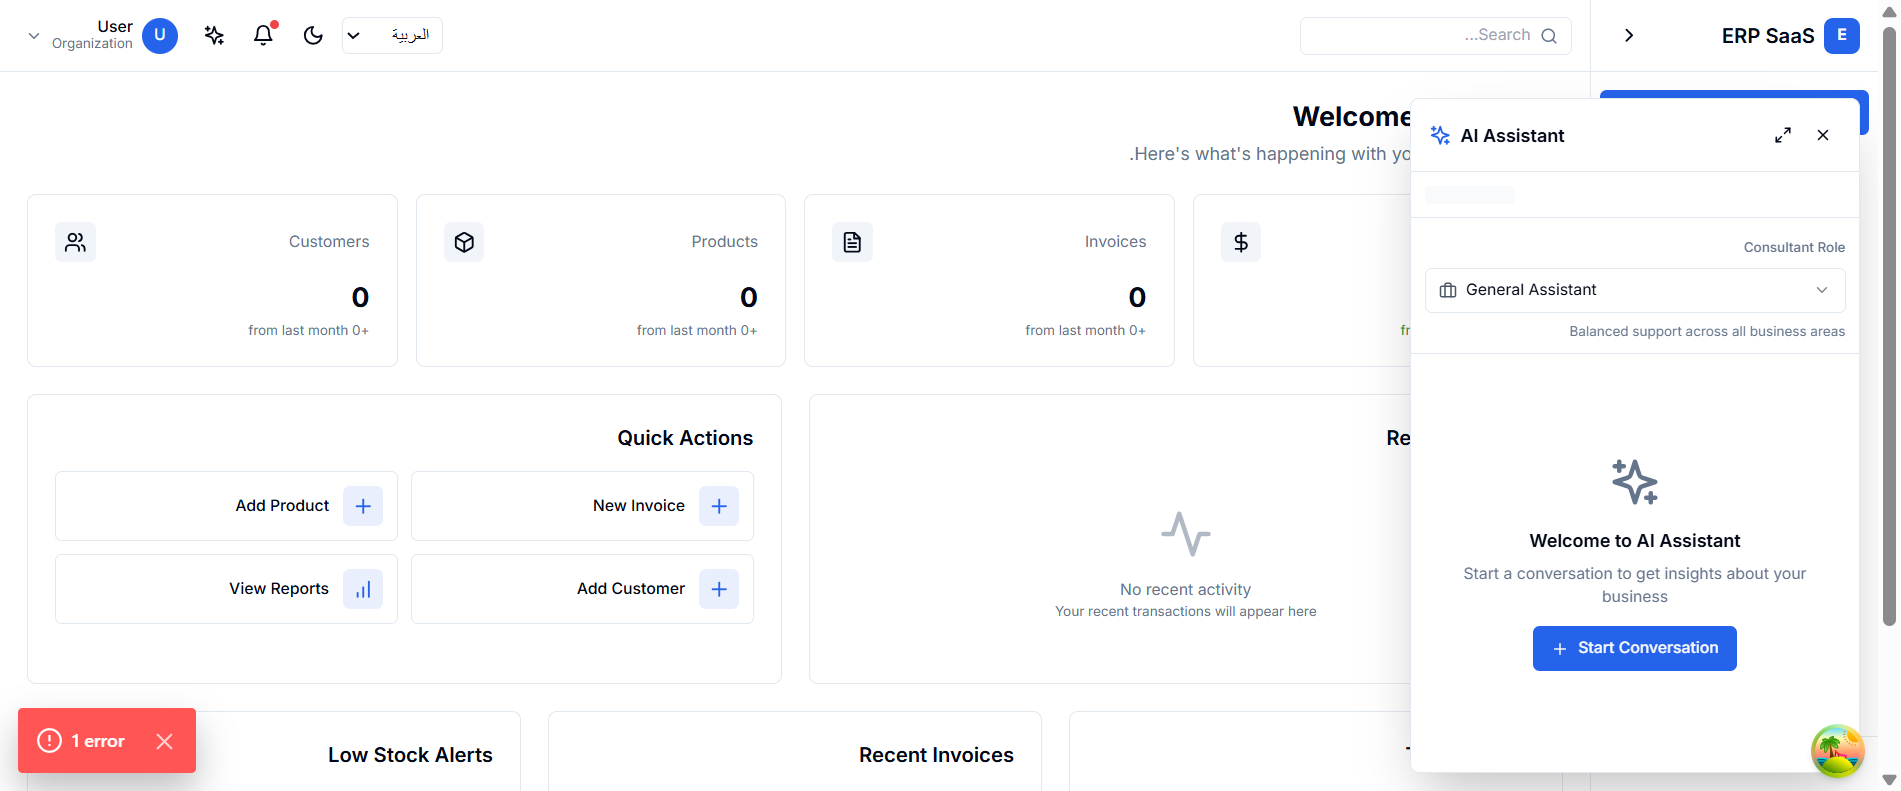 User
Organization
U
العربية
...Search
ERP SaaS
E
Welcome
.Here's what's happening with yo
Customers
0
from last month 0+
Products
0
from last month 0+
Invoices
0
from last month 0+
Quick Actions
Add Product
New Invoice
View Reports
Add Customer
Re
No recent activity
Your recent transactions will appear here
Low Stock Alerts
Recent Invoices
1 error
AI Assistant
Consultant Role
General Assistant
Balanced support across all business areas
Welcome to AI Assistant
Start a conversation to get insights about your
business
Start Conversation